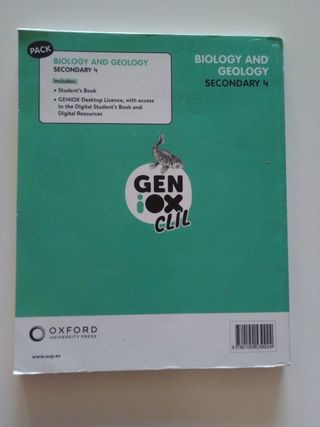 PACK
BIOLOGY AND GEOLOGY
SECONDARY 4
Includes:
• Student's Book
• GENiOX Desktop Licence, with access
to the Digital Student's Book and
Digital Resources
BIOLOGY AND
GEOLOGY
SECONDARY 4
GEN
iOX
CLIL
OXFORD
UNIVERSITY PRESS
www.oup.es